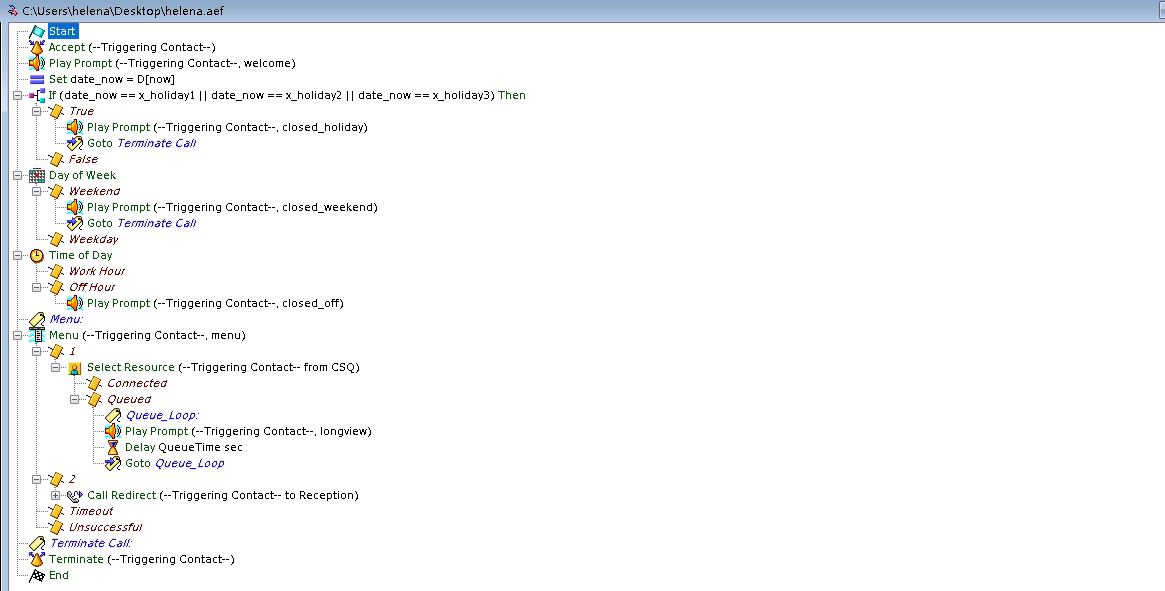 C:\Users\helena\Desktop\helena.aef
Start
Accept (--Triggering Contact--)
Play Prompt (--Triggering Contact--, welcome)
Set date_now = D[now]
If (date_now == x_holiday1 || date_now == x_holiday2 || date_now == x_holiday3) Then
True
Play Prompt (--Triggering Contact--, closed_holiday)
Goto Terminate Call
False
Day of Week
Weekend
Play Prompt (--Triggering Contact--, closed_weekend)
Goto Terminate Call
Weekday
Time of Day
Work Hour
Off Hour
Play Prompt (--Triggering Contact--, closed_off)
Menu:
Menu (--Triggering Contact--, menu)
1
Select Resource (--Triggering Contact-- from CSQ)
Connected
Queued
Queue_Loop:
Play Prompt (--Triggering Contact--, longview)
Delay QueueTime sec
Goto Queue_Loop
2
Call Redirect (--Triggering Contact-- to Reception)
Timeout
Unsuccessful
Terminate Call:
Terminate (--Triggering Contact--)
End